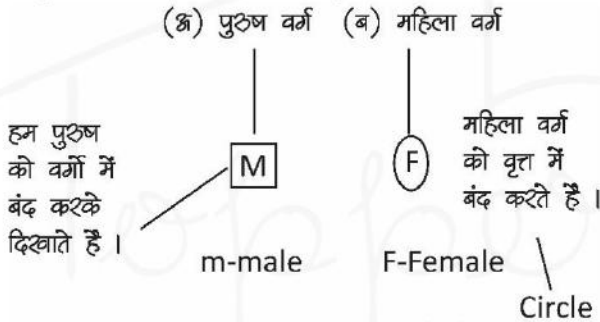 (अ) पुरुष वर्ग (ब) महिला वर्ग
हम पुरुष
को वर्गो में
बंद करके
दिखाते है ।
M
m-male
F
F-Female
महिला वर्ग
को वृत्त में
बंद करते है ।
Circle